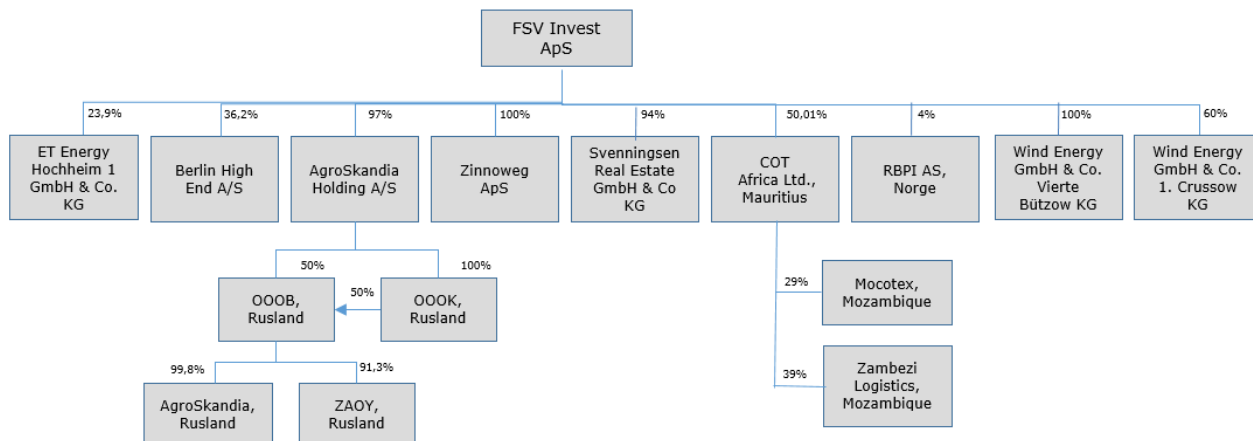 FSV Invest
ApS
23,9%
36,2%
97%
100%
94%
50,01%
4%
100%
60%
ET Energy
Hochheim 1
GmbH & Co.
KG
Berlin High
End A/S
AgroSkandia
Holding A/S
Zinnoweg
ApS
Svenningsen
Real Estate
GmbH & Co
KG
COT
Africa Ltd.,
Mauritius
RBPI AS,
Norge
Wind Energy
GmbH & Co.
Vierte
Bützow KG
Wind Energy
GmbH & Co.
1. Crussow
KG
50%
100%
OOOB,
Rusland
50%
OOOK,
Rusland
29%
Mocotex,
Mozambique
99,8%
91,3%
AgroSkandia,
Rusland
ZAOY,
Rusland
39%
Zambezi
Logistics,
Mozambique